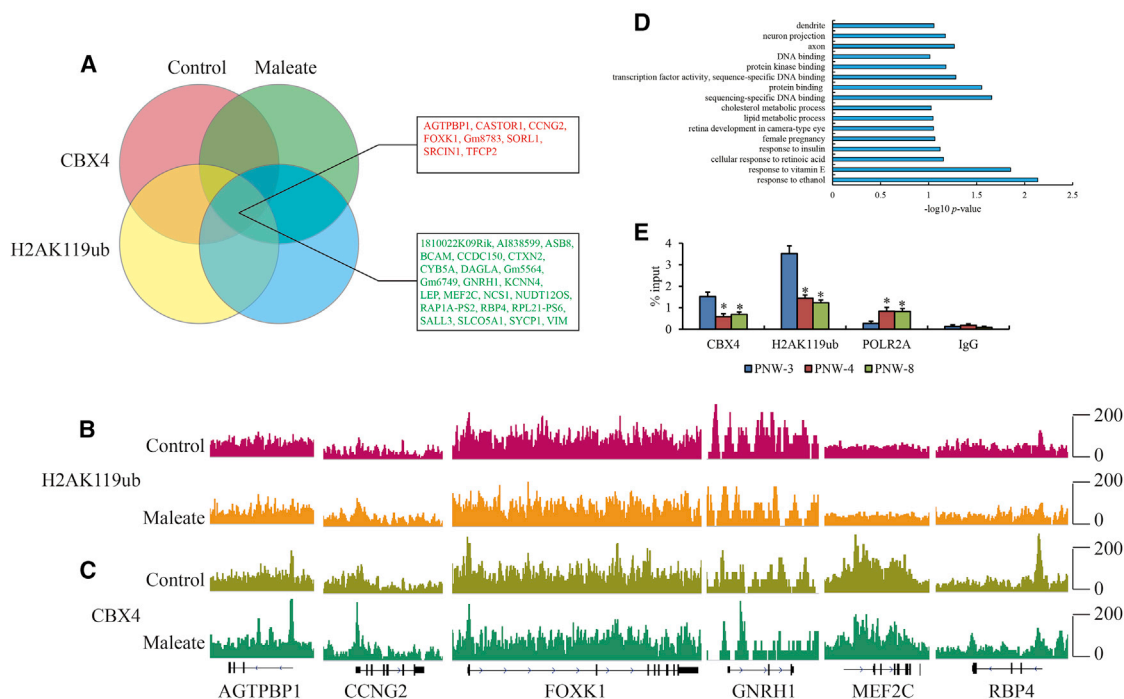 A
Control Maleate
CBX4
H2AK119ub
AGTPBP1, CASTOR1, CCNG2,
FOXK1, Gm8783, SORL1,
SRCIN1, TFCP2
1810022K09Rik, AI838599, ASB8,
BCAM, CCDC150, CTXN2,
CYB5A, DAGLA, Gm5564,
Gm6749, GNRH1, KCNN4,
LEP, MEF2C, NCS1, NUDT12OS,
RAP1A-PS2, RBP4, RPL21-PS6,
SALL3, SLCO5A1, SYCP1, VIM
D
dendrite
neuron projection
axon
DNA binding
protein kinase binding
transcription factor activity, sequence-specific DNA binding
protein binding
sequencing-specific DNA binding
cholesterol metabolic process
lipid metabolic process
retina development in camera-type eye
female pregnancy
response to insulin
cellular response to retinoic acid
response to vitamin E
response to ethanol
0 0.5 1 1.5 2 2.5
-log10 p-value
E
% input
4
3
2
1
0
* * * * * *
CBX4 H2AK119ub POLR2A IgG
PNW-3 PNW-4 PNW-8
B
H2AK119ub
Control
200
0
Maleate
200
0
C
CBX4
Control
200
0
Maleate
200
0
AGTPBP1 CCNG2 FOXK1 GNRH1 MEF2C RBP4